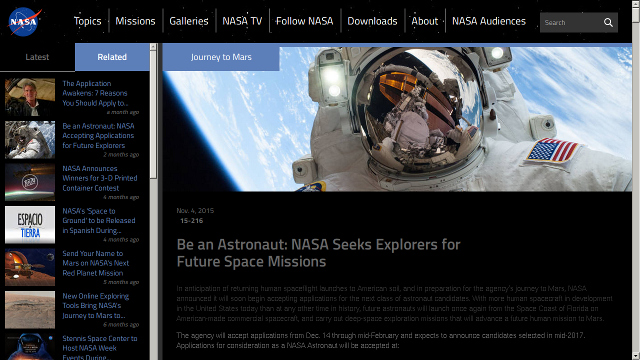 NASA
Topics
Missions
Galleries
NASA TV
Follow NASA
Downloads
About
NASA Audiences
Search
Latest
Related
The Application
Awakens: 7 Reasons
You Should Apply to...
a month ago
Be an Astronaut: NASA
Accepting Applications
for Future Explorers
2 months ago
NASA Announces
Winners for 3-D Printed
Container Contest
4 months ago
ESPACIO
TIERRA
NASA's 'Space to
Ground' to be Released
in Spanish During...
4 months ago
Send Your Name to
Mars on NASA's Next
Red Planet Mission
5 months ago
New Online Exploring
Tools Bring NASA's
Journey to Mars to...
6 months ago
Stennis Space Center to
Host NASA Week
Events During...
Journey to Mars
Nov. 4, 2015
15-216
Be an Astronaut: NASA Seeks Explorers for
Future Space Missions
In anticipation of returning human spaceflight launches to American soil, and in preparation for the agency's journey to Mars, NASA
announced it will soon begin accepting applications for the next class of astronaut candidates. With more human spacecraft in development
in the United States today than at any other time in history, future astronauts will launch once again from the Space Coast of Florida on
American-made commercial spacecraft, and carry out deep-space exploration missions that will advance a future human mission to Mars.
The agency will accept applications from Dec. 14 through mid-February and expects to announce candidates selected in mid-2017.
Applications for consideration as a NASA Astronaut will be accepted at: